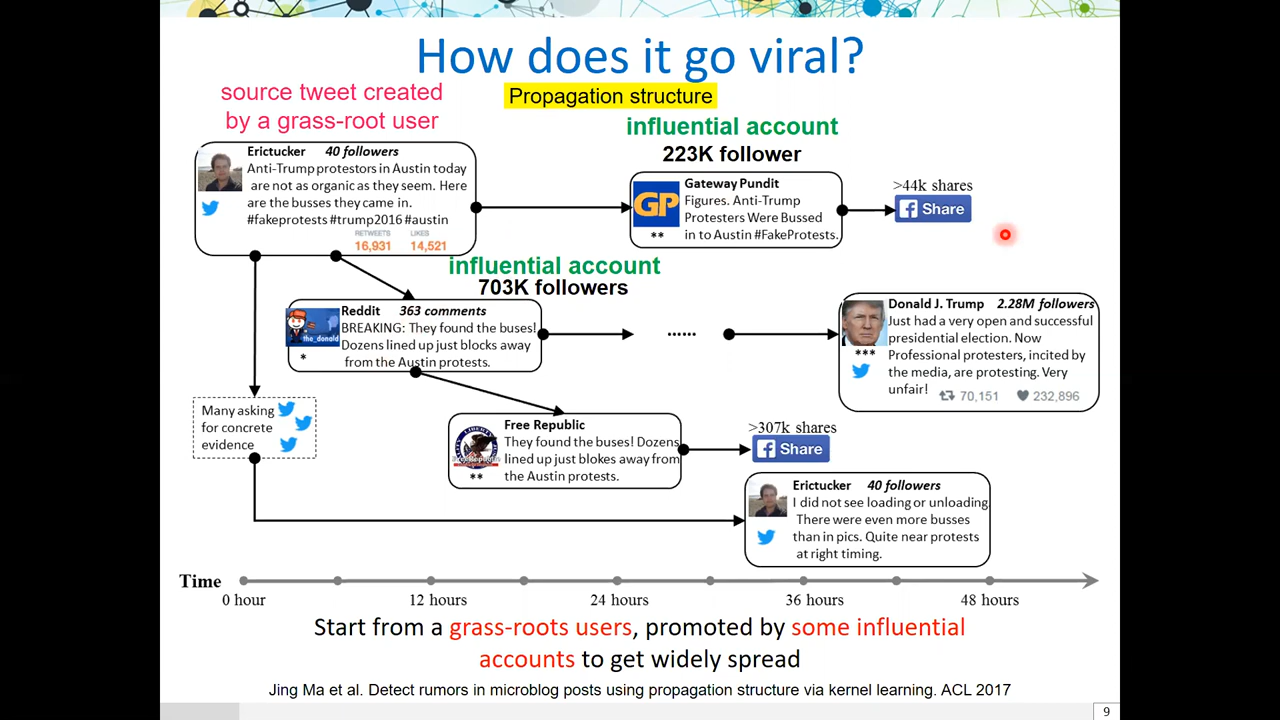 How does it go viral?
source tweet created
by a grass-root user
Propagation structure
influential account
223K follower
Erictucker 40 followers
Anti-Trump protestors in Austin today
are not as organic as they seem. Here
are the busses they came in.
#fakeprotests #trump2016 #austin
RETWEETS LIKES
16,931 14,521
GP
**
Gateway Pundit
Figures. Anti-Trump
Protesters Were Bussed
in to Austin #FakeProtests.
>44k shares
f Share
influential account
703K followers
Reddit 363 comments
BREAKING: They found the buses!
Dozens lined up just blocks away
from the Austin protests.
the_donald
*
......
Donald J. Trump 2.28M followers
Just had a very open and successful
presidential election. Now
Professional protesters, incited by
the media, are protesting. Very
unfair!
70,151 232,896
***
Many asking
for concrete
evidence
Free Republic
They found the buses! Dozens
lined up just blokes away from
the Austin protests.
**
>307k shares
f Share
Erictucker 40 followers
I did not see loading or unloading
There were even more busses
than in pics. Quite near protests
at right timing.
Time
0 hour 12 hours 24 hours 36 hours 48 hours
Start from a grass-roots users, promoted by some influential
accounts to get widely spread
Jing Ma et al. Detect rumors in microblog posts using propagation structure via kernel learning. ACL 2017
9